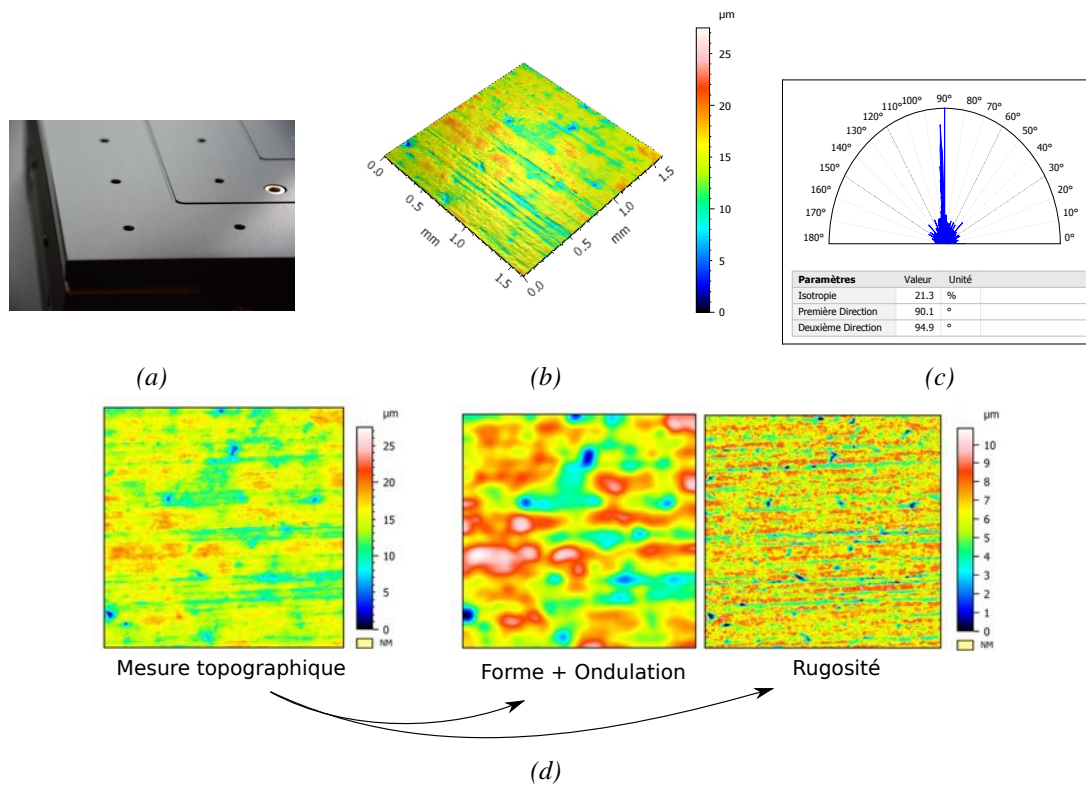 µm
25
20
15
10
5
0
0.0
0.5
1.0
1.5
mm
0.0
0.5
1.0
1.5
mm
90°
100°
80°
110°
70°
120°
60°
130°
50°
140°
40°
150°
30°
160°
20°
170°
10°
180°
0°
Paramètres Valeur Unité
Isotropie 21.3 %
Première Direction 90.1 °
Deuxième Direction 94.9 °
(a)
(b)
(c)
µm
25
20
15
10
5
0
NM
µm
10
9
8
7
6
5
4
3
2
1
0
NM
Mesure topographique
Forme + Ondulation
Rugosité
(d)